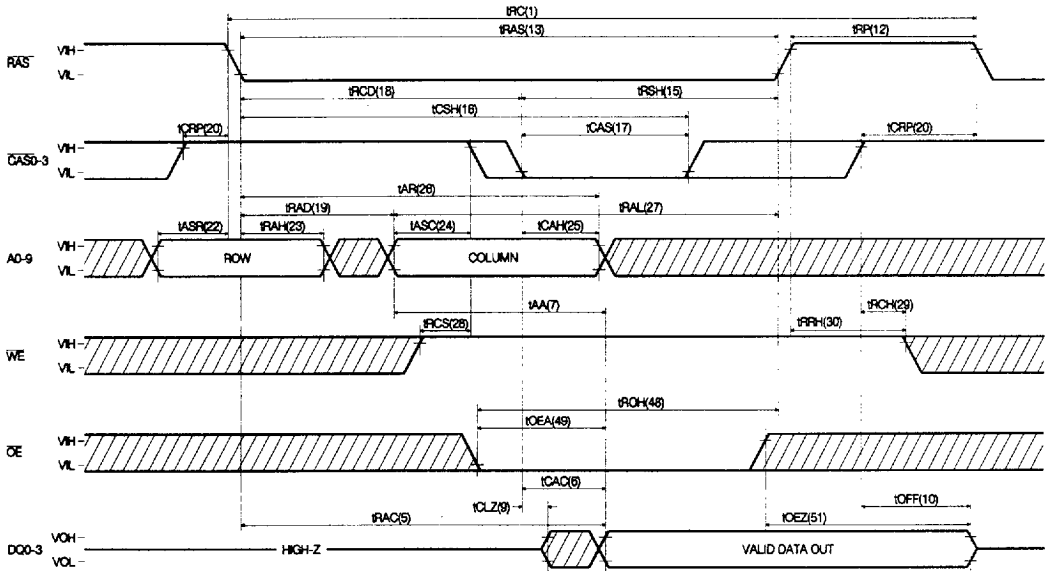 tRC(1)
tRAS(13)
tRP(12)
RAS
VIH
VIL
tRCD(18)
tRSH(15)
tCSH(16)
tCRP(20)
tCAS(17)
tCRP(20)
CAS0-3
VIH
VIL
tAR(26)
tRAD(19)
tRAL(27)
tASR(22)
tRAH(23)
tASC(24)
tCAH(25)
A0-9
VIH
VIL
ROW
COLUMN
tAA(7)
tRCS(28)
tRCH(29)
tRRH(30)
WE
VIH
VIL
tROH(48)
tOEA(49)
OE
VIH
VIL
tCAC(6)
tCLZ(9)
tOFF(10)
tRAC(5)
tOEZ(51)
DQ0-3
VOH
VOL
HIGH-Z
VALID DATA OUT